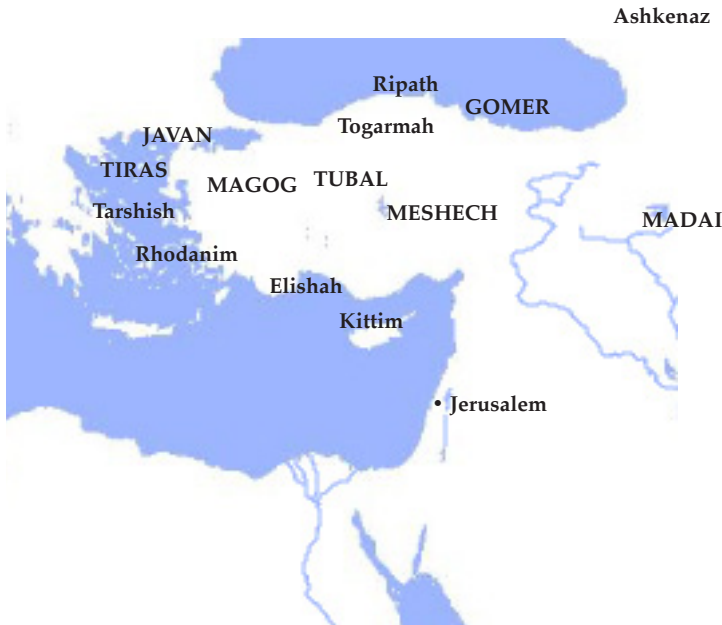 Ashkenaz
Ripath
GOMER
Togarmah
JAVAN
TIRAS
MAGOG
TUBAL
Tarshish
MESHECH
MADAI
Rhodanim
Elishah
Kittim
• Jerusalem